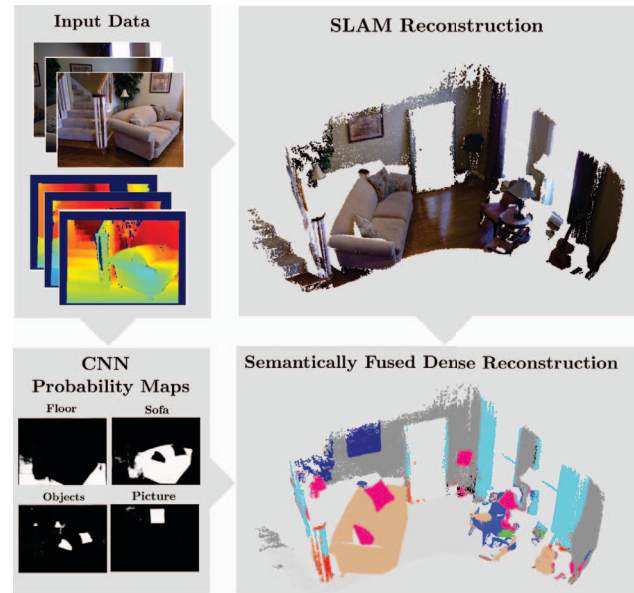 Input Data
SLAM Reconstruction
CNN
Probability Maps
Floor
Sofa
Objects
Picture
Semantically Fused Dense Reconstruction